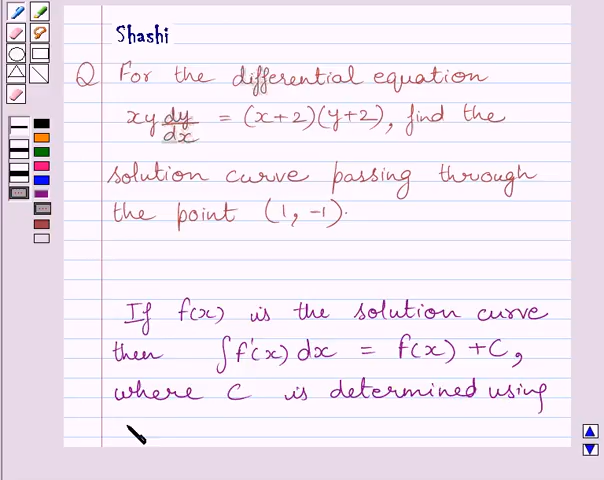 Shashi
Q For the differential equation
xy dy/dx = (x+2)(y+2), find the
solution curve passing through
the point (1, -1).
If f(x) is the solution curve
then ∫f'(x) dx = f(x) + C,
where C is determined using